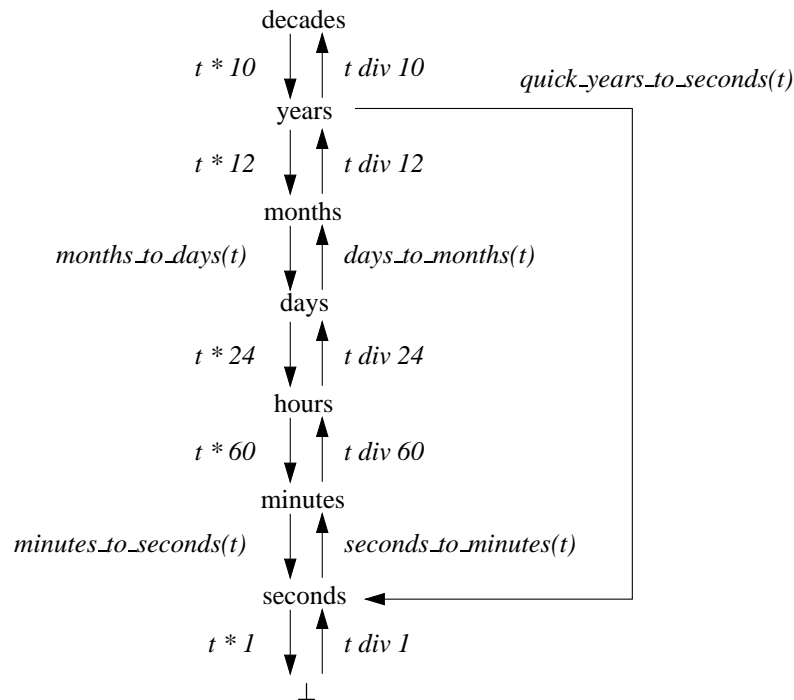 decades
t * 10 t div 10
quick_years_to_seconds(t)
years
t * 12 t div 12
months
months_to_days(t) days_to_months(t)
days
t * 24 t div 24
hours
t * 60 t div 60
minutes
minutes_to_seconds(t) seconds_to_minutes(t)
seconds
t * 1 t div 1
⊥